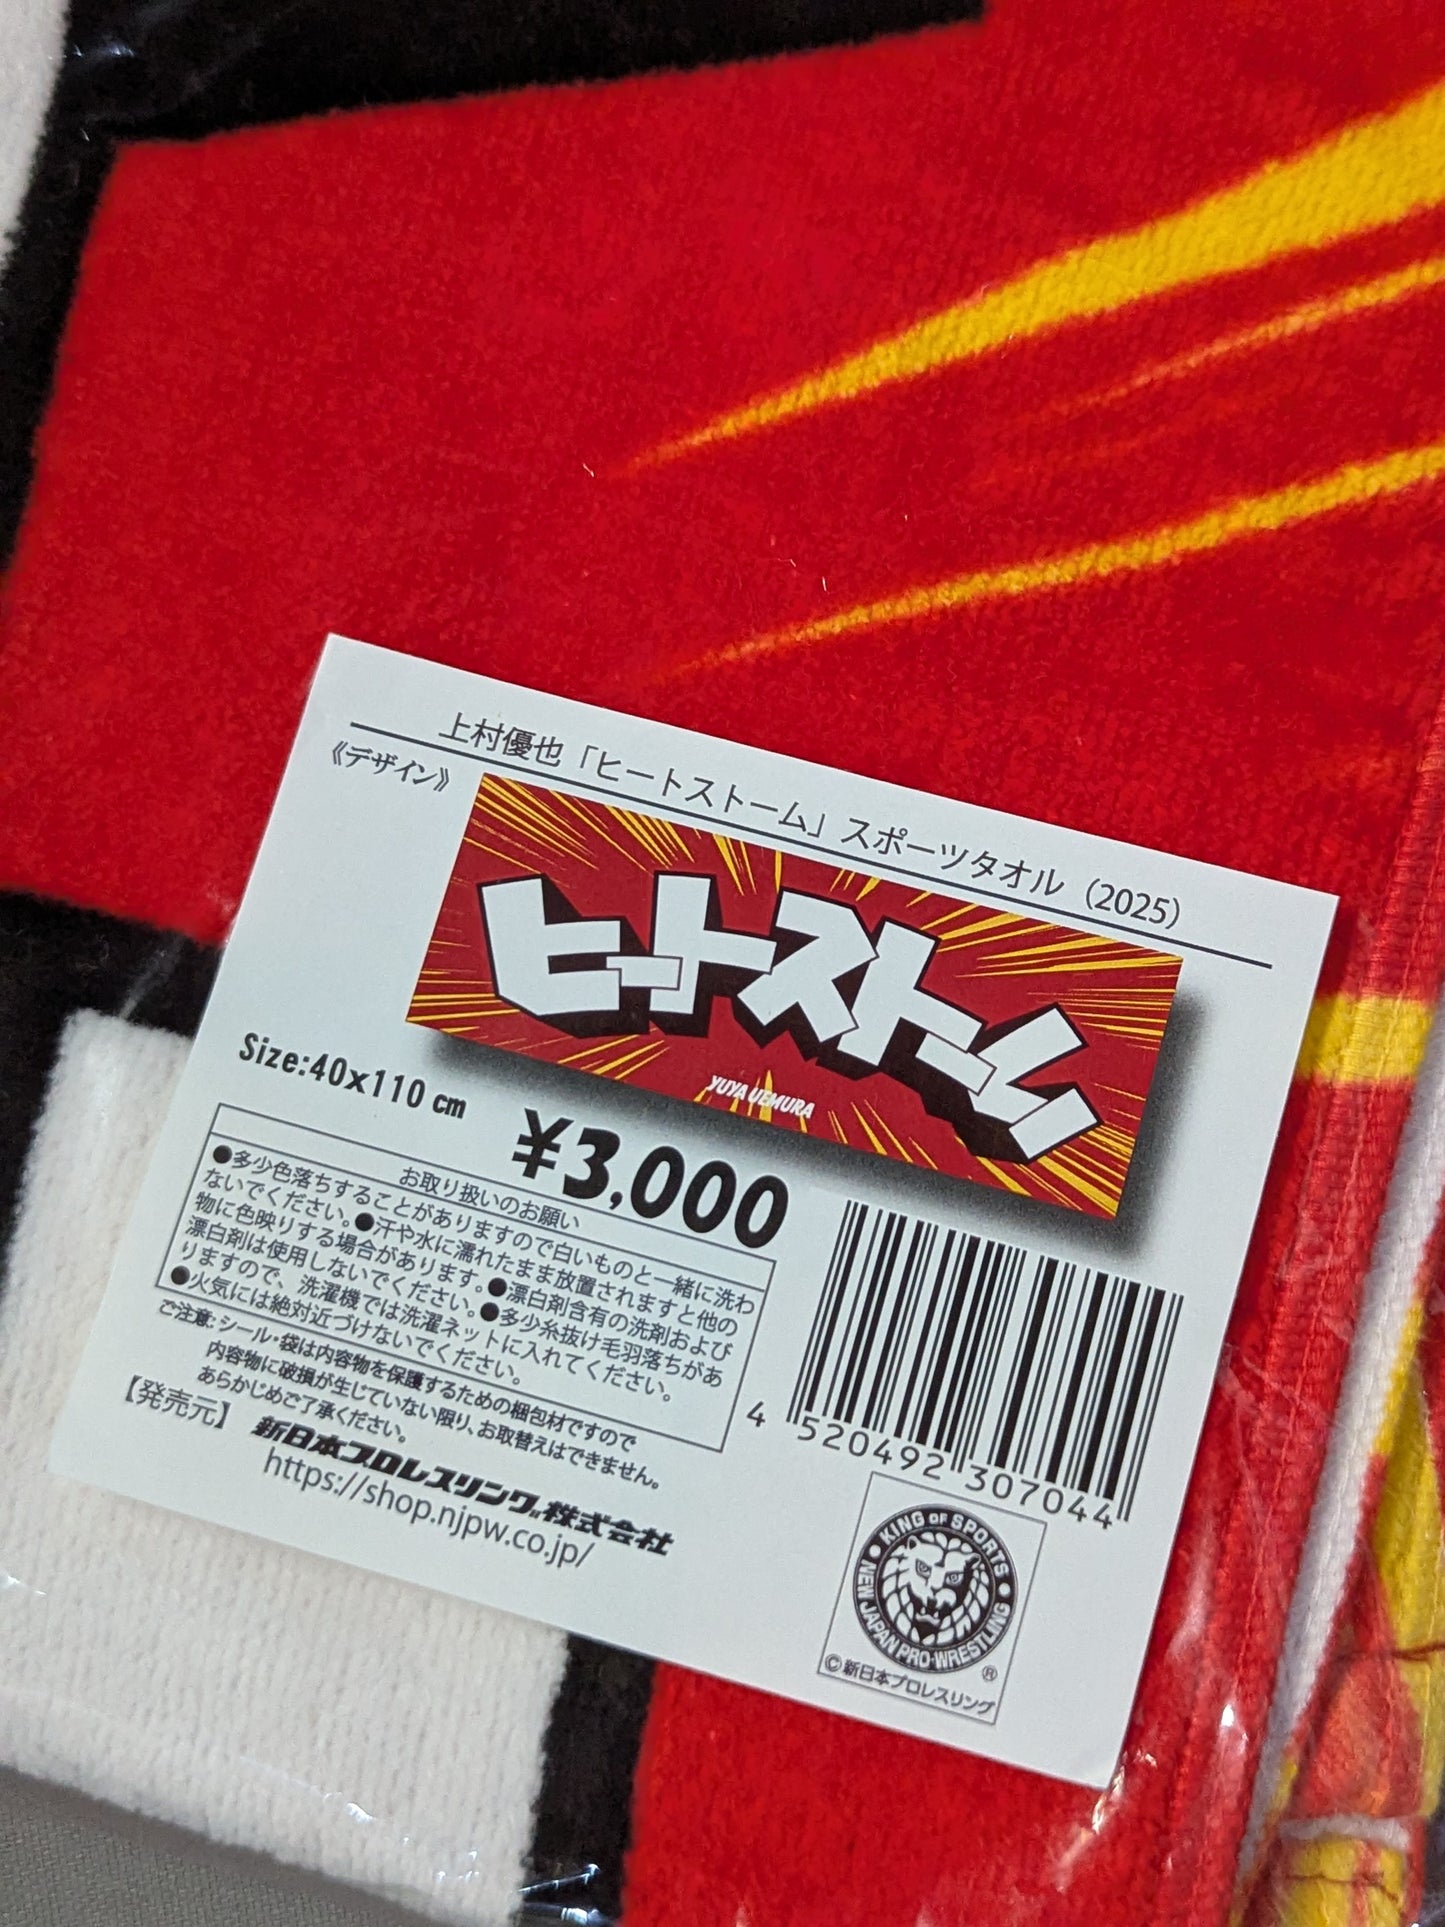 上村優也「ヒートストーム」スポーツタオル（2025）
《デザイン》
ヒートストーム
YUYA UEMURA
Size:40x110 cm
¥3,000
お取り扱いのお願い
●多少色落ちすることがありますので白いものと一緒に洗わ
ないでください。●汗や水に濡れたまま放置されますと他の
物に色映りする場合があります。●漂白剤含有の洗剤および
漂白剤は使用しないでください。●多少糸抜け毛羽落ちがあ
りますので、洗濯機では洗濯ネットに入れてください。
●火気には絶対近づけないでください。
ご注意: シール・袋は内容物を保護するための梱包材ですので
内容物に破損が生じていない限り、お取替えはできません。
あらかじめご了承ください。
【発売元】 新日本プロレスリング株式会社
https://shop.njpw.co.jp/
4 520492 307044
KING OF SPORTS
NEW JAPAN PRO-WRESTLING
®
©新日本プロレスリング